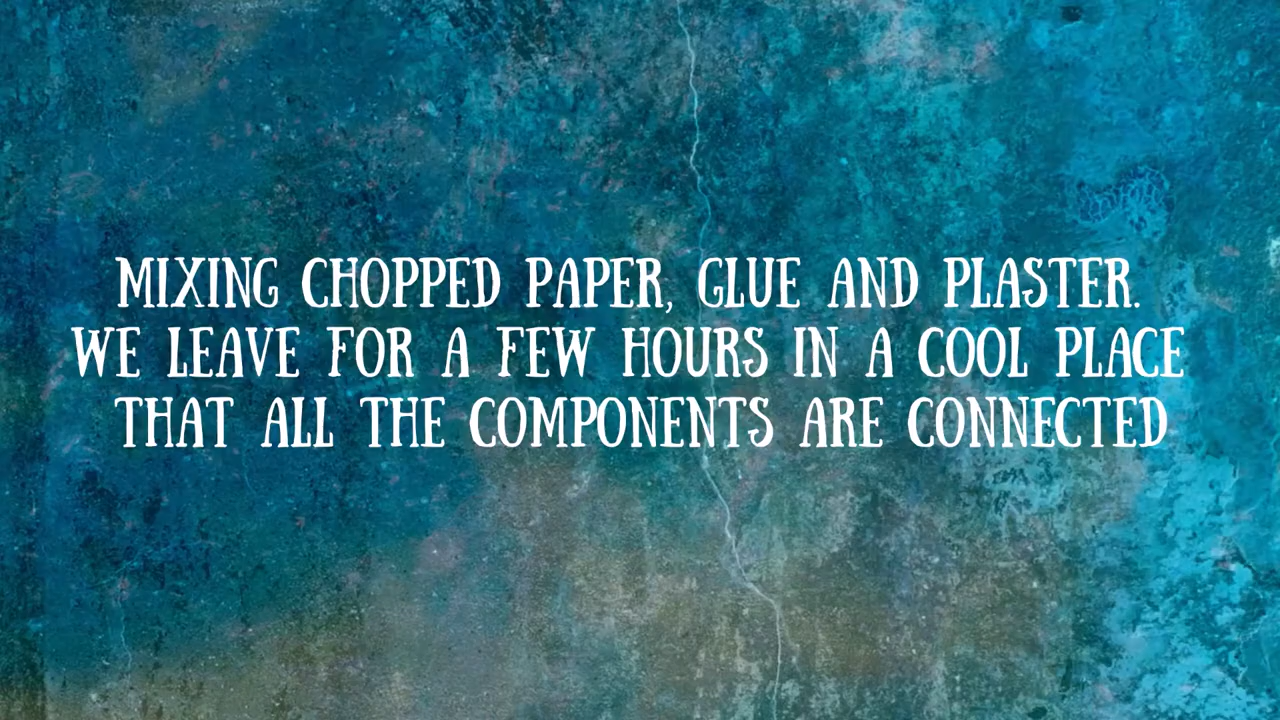 MIXING CHOPPED PAPER, GLUE AND PLASTER.
WE LEAVE FOR A FEW HOURS IN A COOL PLACE
THAT ALL THE COMPONENTS ARE CONNECTED